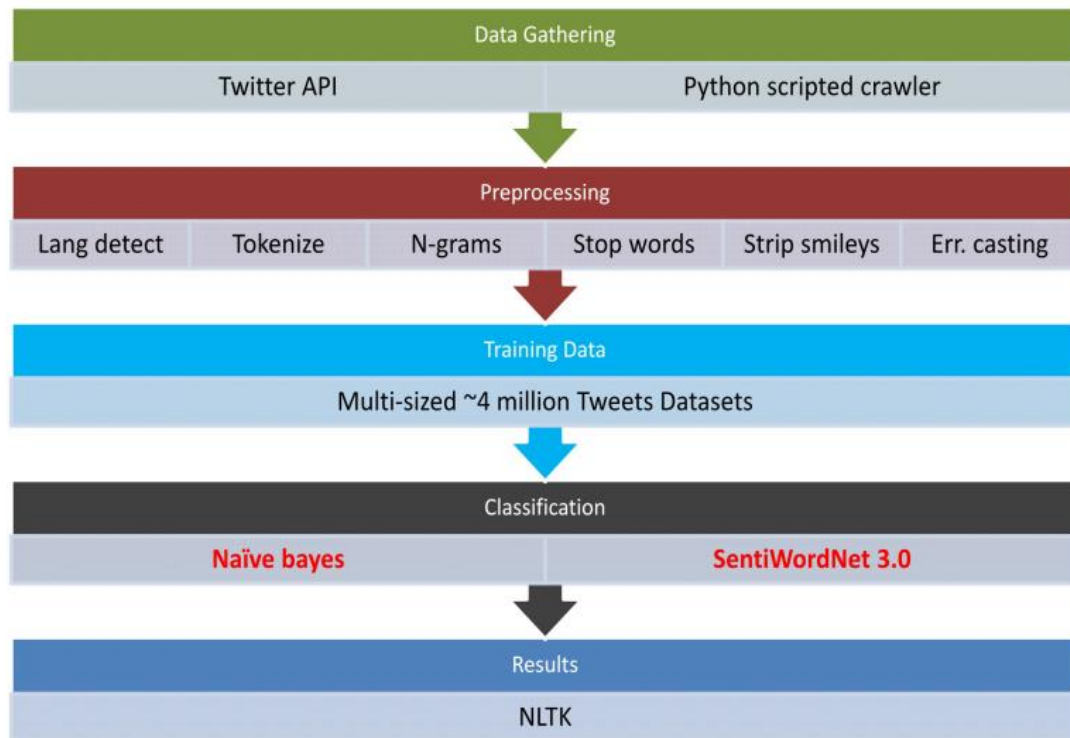 Data Gathering
Twitter API Python scripted crawler
Preprocessing
Lang detect Tokenize N-grams Stop words Strip smileys Err. casting
Training Data
Multi-sized ~4 million Tweets Datasets
Classification
Naïve bayes SentiWordNet 3.0
Results
NLTK